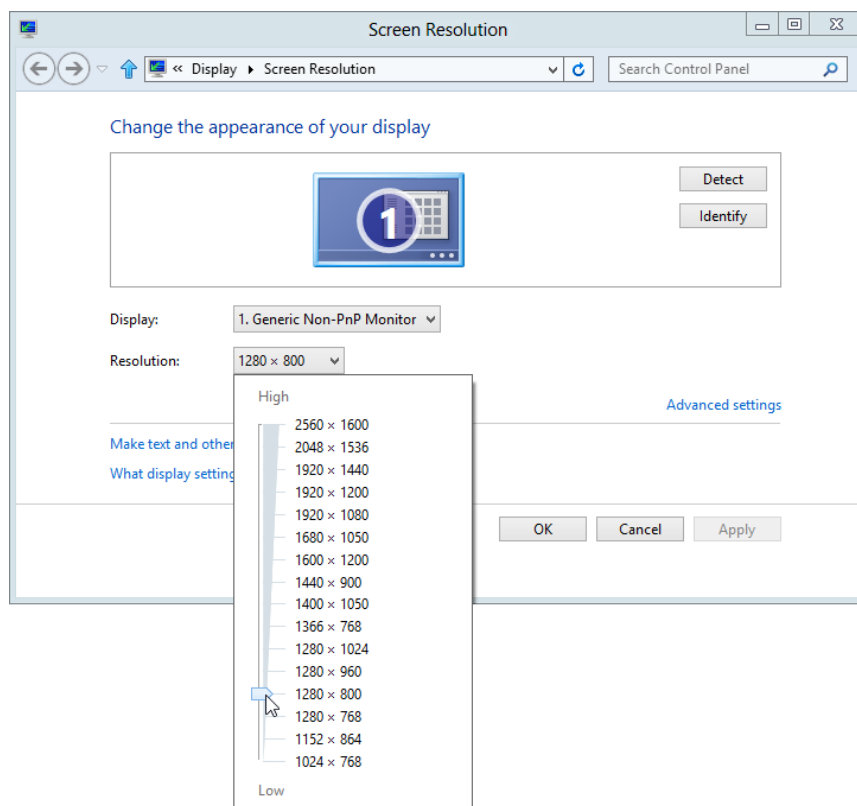 Screen Resolution
« Display ▸ Screen Resolution
Search Control Panel
Change the appearance of your display
1
Detect
Identify
Display: 1. Generic Non-PnP Monitor
Resolution: 1280 × 800
High
Advanced settings
2560 × 1600
Make text and other
2048 × 1536
1920 × 1440
What display setting
1920 × 1200
1920 × 1080
OK Cancel Apply
1680 × 1050
1600 × 1200
1440 × 900
1400 × 1050
1366 × 768
1280 × 1024
1280 × 960
1280 × 800
1280 × 768
1152 × 864
1024 × 768
Low